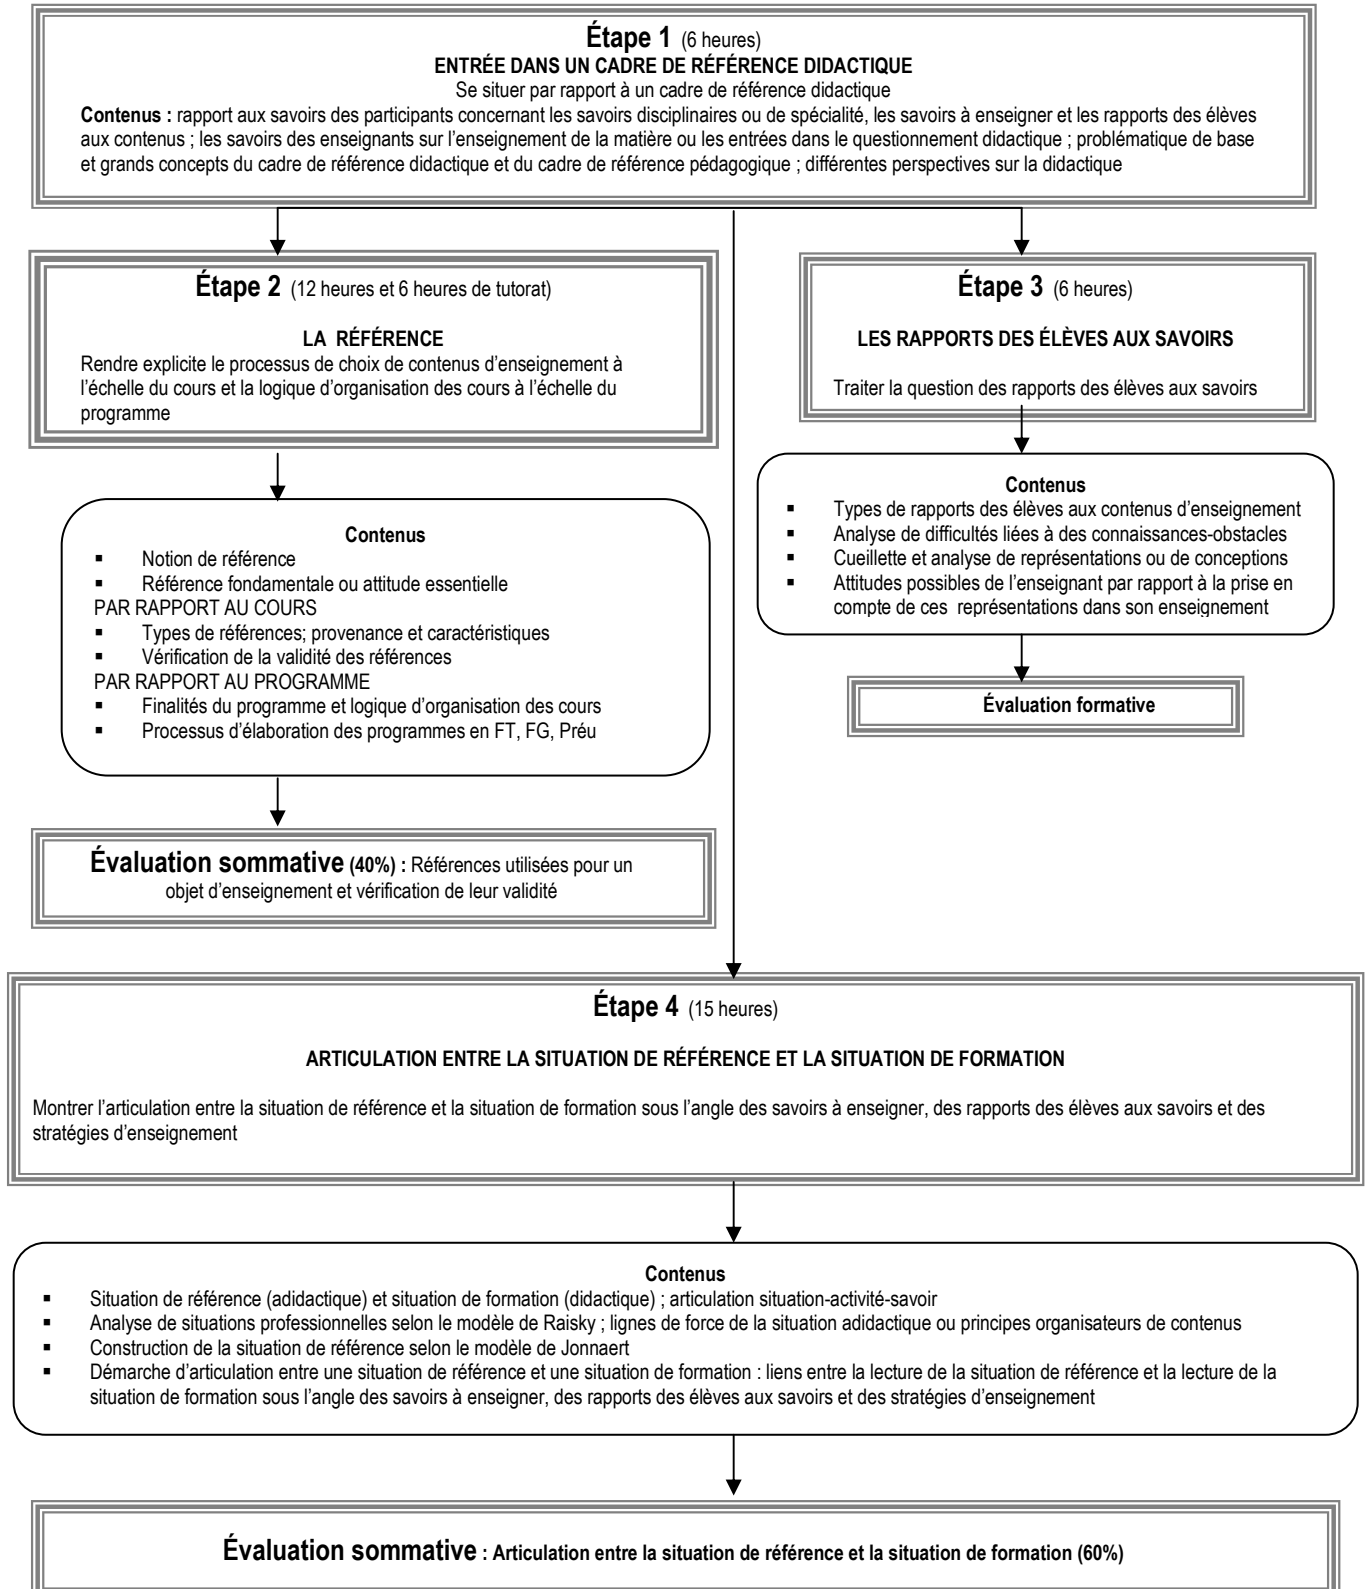 Étape 1 (6 heures)
ENTRÉE DANS UN CADRE DE RÉFÉRENCE DIDACTIQUE
Se situer par rapport à un cadre de référence didactique
Contenus : rapport aux savoirs des participants concernant les savoirs disciplinaires ou de spécialité, les savoirs à enseigner et les rapports des élèves
aux contenus ; les savoirs des enseignants sur l'enseignement de la matière ou les entrées dans le questionnement didactique ; problématique de base
et grands concepts du cadre de référence didactique et du cadre de référence pédagogique ; différentes perspectives sur la didactique
Étape 2 (12 heures et 6 heures de tutorat)
LA RÉFÉRENCE
Rendre explicite le processus de choix de contenus d'enseignement à
l'échelle du cours et la logique d'organisation des cours à l'échelle du
programme
Contenus
▪ Notion de référence
▪ Référence fondamentale ou attitude essentielle
PAR RAPPORT AU COURS
▪ Types de références; provenance et caractéristiques
▪ Vérification de la validité des références
PAR RAPPORT AU PROGRAMME
▪ Finalités du programme et logique d'organisation des cours
▪ Processus d'élaboration des programmes en FT, FG, Préu
Évaluation sommative (40%) : Références utilisées pour un
objet d'enseignement et vérification de leur validité
Étape 3 (6 heures)
LES RAPPORTS DES ÉLÈVES AUX SAVOIRS
Traiter la question des rapports des élèves aux savoirs
Contenus
▪ Types de rapports des élèves aux contenus d'enseignement
▪ Analyse de difficultés liées à des connaissances-obstacles
▪ Cueillette et analyse de représentations ou de conceptions
▪ Attitudes possibles de l'enseignant par rapport à la prise en
compte de ces représentations dans son enseignement
Évaluation formative
Étape 4 (15 heures)
ARTICULATION ENTRE LA SITUATION DE RÉFÉRENCE ET LA SITUATION DE FORMATION
Montrer l'articulation entre la situation de référence et la situation de formation sous l'angle des savoirs à enseigner, des rapports des élèves aux savoirs et des
stratégies d'enseignement
Contenus
▪ Situation de référence (adidactique) et situation de formation (didactique) ; articulation situation-activité-savoir
▪ Analyse de situations professionnelles selon le modèle de Raisky ; lignes de force de la situation adidactique ou principes organisateurs de contenus
▪ Construction de la situation de référence selon le modèle de Jonnaert
▪ Démarche d'articulation entre une situation de référence et une situation de formation : liens entre la lecture de la situation de référence et la lecture de la
situation de formation sous l'angle des savoirs à enseigner, des rapports des élèves aux savoirs et des stratégies d'enseignement
Évaluation sommative : Articulation entre la situation de référence et la situation de formation (60%)